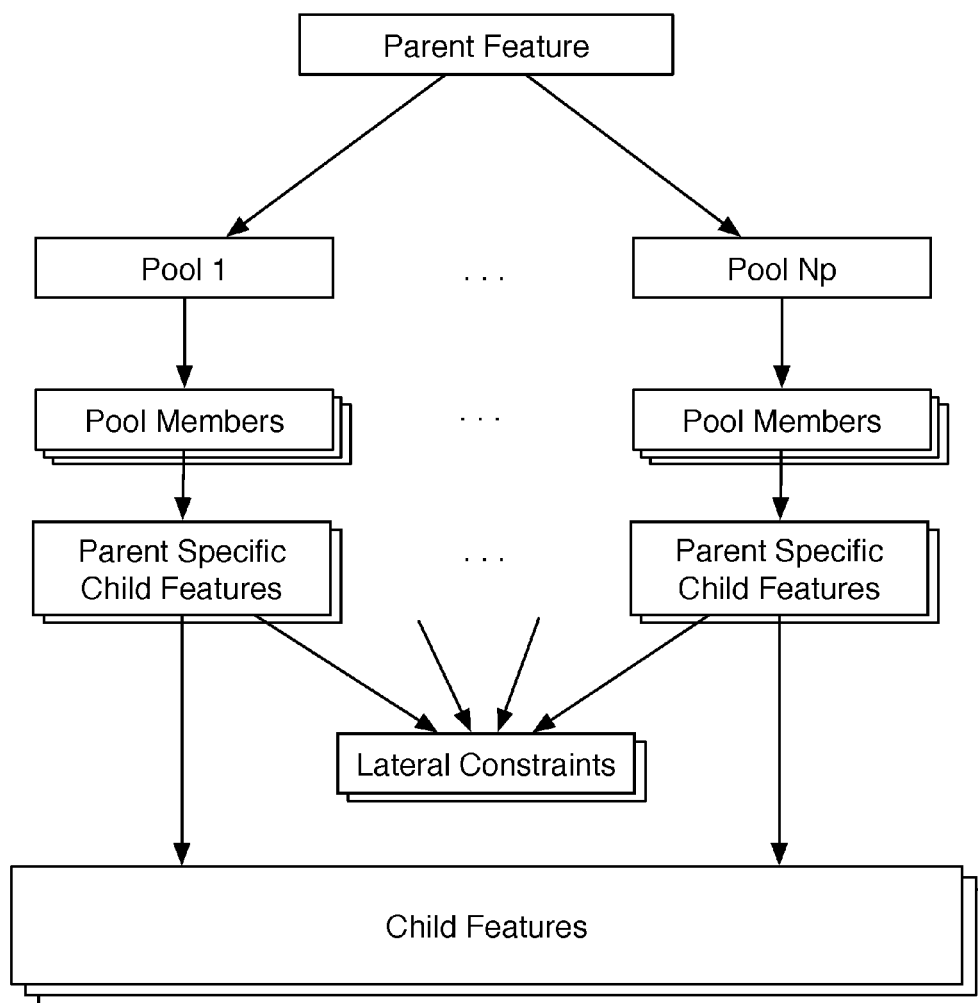 Parent Feature
Pool 1
. . .
Pool Np
Pool Members
. . .
Pool Members
Parent Specific
Child Features
. . .
Parent Specific
Child Features
Lateral Constraints
Child Features